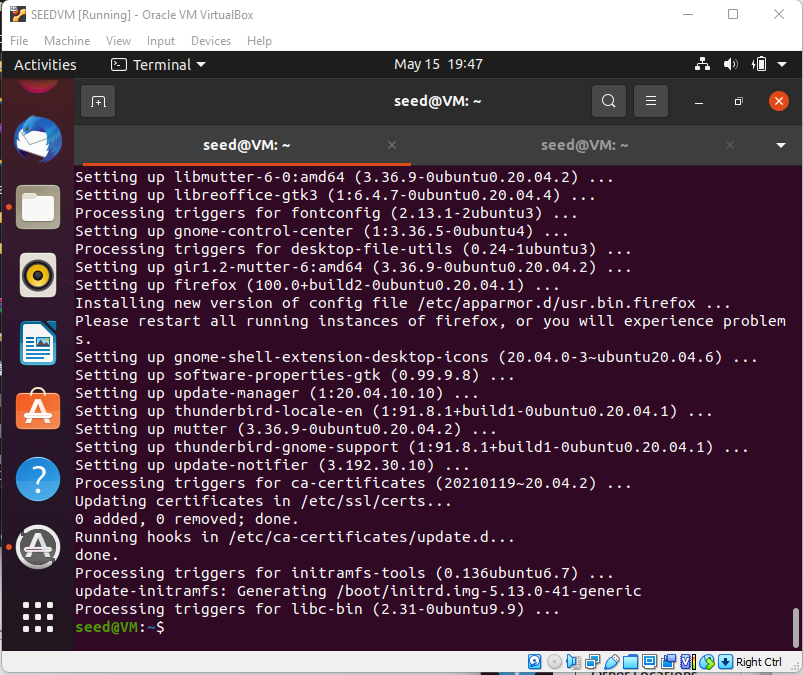 SEEDVM [Running] - Oracle VM VirtualBox
File Machine View Input Devices Help
Activities Terminal May 15 19:47
seed@VM: ~
seed@VM: ~ seed@VM: ~
Setting up libmutter-6-0:amd64 (3.36.9-0ubuntu0.20.04.2) ...
Setting up libreoffice-gtk3 (1:6.4.7-0ubuntu0.20.04.4) ...
Processing triggers for fontconfig (2.13.1-2ubuntu3) ...
Setting up gnome-control-center (1:3.36.5-0ubuntu4) ...
Processing triggers for desktop-file-utils (0.24-1ubuntu3) ...
Setting up gir1.2-mutter-6:amd64 (3.36.9-0ubuntu0.20.04.2) ...
Setting up firefox (100.0+build2-0ubuntu0.20.04.1) ...
Installing new version of config file /etc/apparmor.d/usr.bin.firefox ...
Please restart all running instances of firefox, or you will experience problem
s.
Setting up gnome-shell-extension-desktop-icons (20.04.0-3~ubuntu20.04.6) ...
Setting up software-properties-gtk (0.99.9.8) ...
Setting up update-manager (1:20.04.10.10) ...
Setting up thunderbird-locale-en (1:91.8.1+build1-0ubuntu0.20.04.1) ...
Setting up mutter (3.36.9-0ubuntu0.20.04.2) ...
Setting up thunderbird-gnome-support (1:91.8.1+build1-0ubuntu0.20.04.1) ...
Setting up update-notifier (3.192.30.10) ...
Processing triggers for ca-certificates (20210119~20.04.2) ...
Updating certificates in /etc/ssl/certs...
0 added, 0 removed; done.
Running hooks in /etc/ca-certificates/update.d...
done.
Processing triggers for initramfs-tools (0.136ubuntu6.7) ...
update-initramfs: Generating /boot/initrd.img-5.13.0-41-generic
Processing triggers for libc-bin (2.31-0ubuntu9.9) ...
seed@VM:~$
Right Ctrl